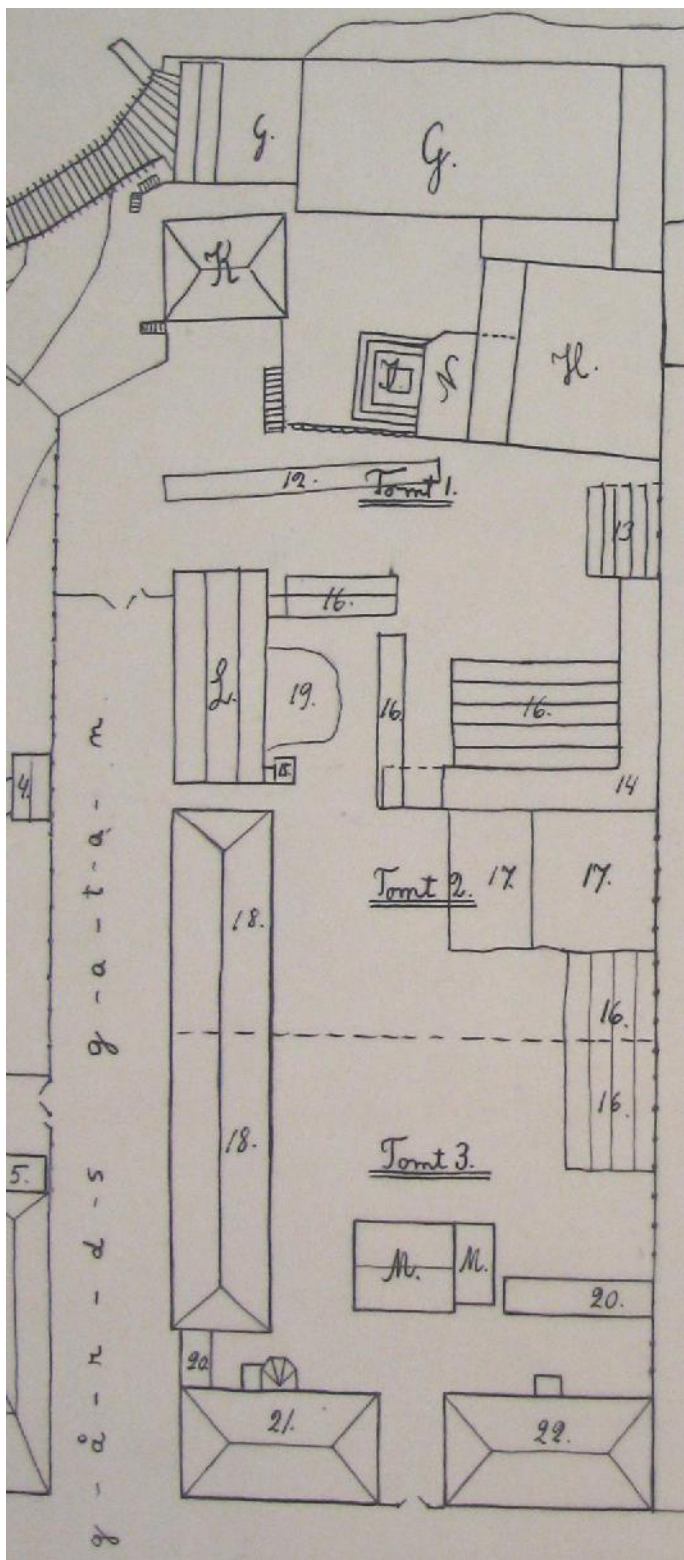 G. G.
K
J N H.
12.
Tomt 1.
13
16.
L.
19.
16.
16.
4.
14
Tomt 2.
17. 17.
18.
16.
16.
18.
Tomt 3.
5.
M. M.
20.
20
21.
22.
g - å - r - d - s g - a - t - a - n